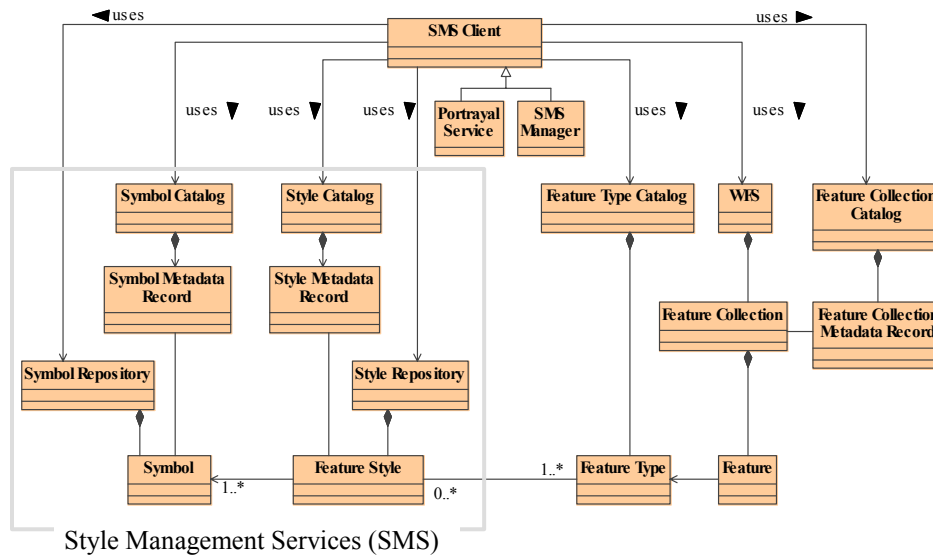 uses
SMS Client
uses
Portrayal
Service
SMS
Manager
uses
uses
uses
uses
Symbol Catalog
Style Catalog
Feature Type Catalog
WFS
Feature Collection
Catalog
Symbol Metadata
Record
Style Metadata
Record
Feature Collection
Feature Collection
Metadata Record
Symbol Repository
Style Repository
Symbol
1..*
Feature Style
0..*
1..*
Feature Type
Feature
Style Management Services (SMS)